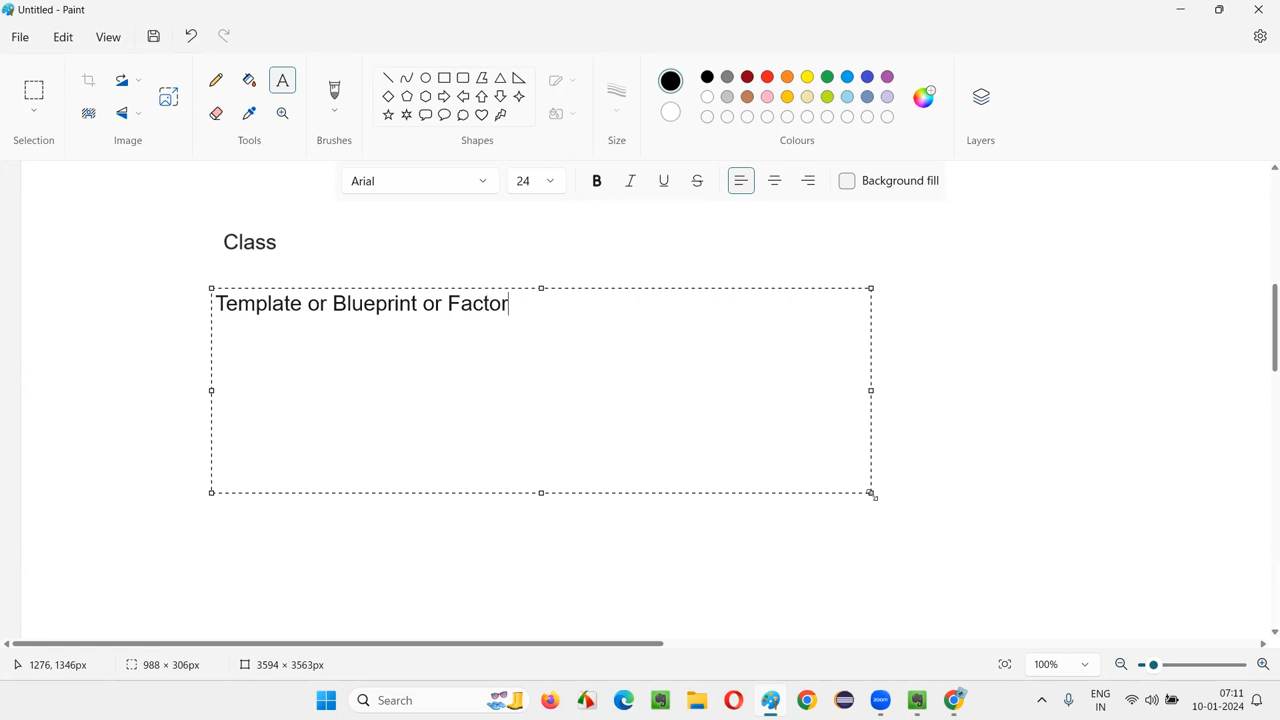 Untitled - Paint
File Edit View
Selection Image Tools Brushes Shapes Size Colours Layers
Arial 24 B I U S Background fill
Class
Template or Blueprint or Factor
1276, 1346px 988 × 306px 3594 × 3563px 100%
Search zoom ENG 07:11
IN 10-01-2024